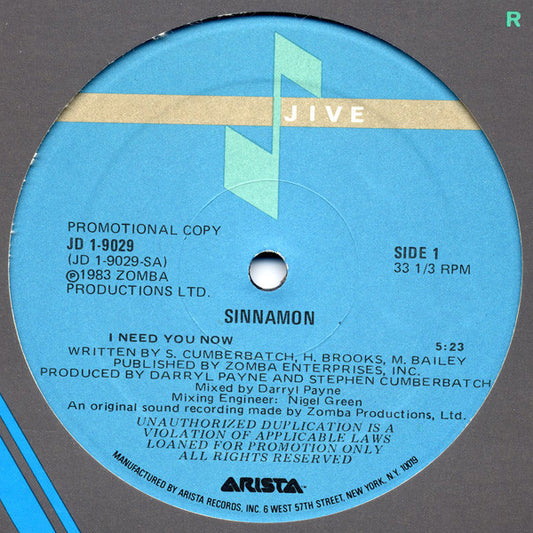 R
JIVE
PROMOTIONAL COPY
JD 1-9029
(JD 1-9029-SA)
℗1983 ZOMBA
PRODUCTIONS LTD.
SIDE 1
33 1/3 RPM
SINNAMON
I NEED YOU NOW 5:23
WRITTEN BY S. CUMBERBATCH, H. BROOKS, M. BAILEY
PUBLISHED BY ZOMBA ENTERPRISES, INC.
PRODUCED BY DARRYL PAYNE AND STEPHEN CUMBERBATCH
Mixed by Darryl Payne
Mixing Engineer: Nigel Green
An original sound recording made by Zomba Productions, Ltd.
UNAUTHORIZED DUPLICATION IS A
VIOLATION OF APPLICABLE LAWS
LOANED FOR PROMOTION ONLY
ALL RIGHTS RESERVED
ARISTA™
MANUFACTURED BY ARISTA RECORDS, INC. 6 WEST 57TH STREET, NEW YORK, N.Y. 10019